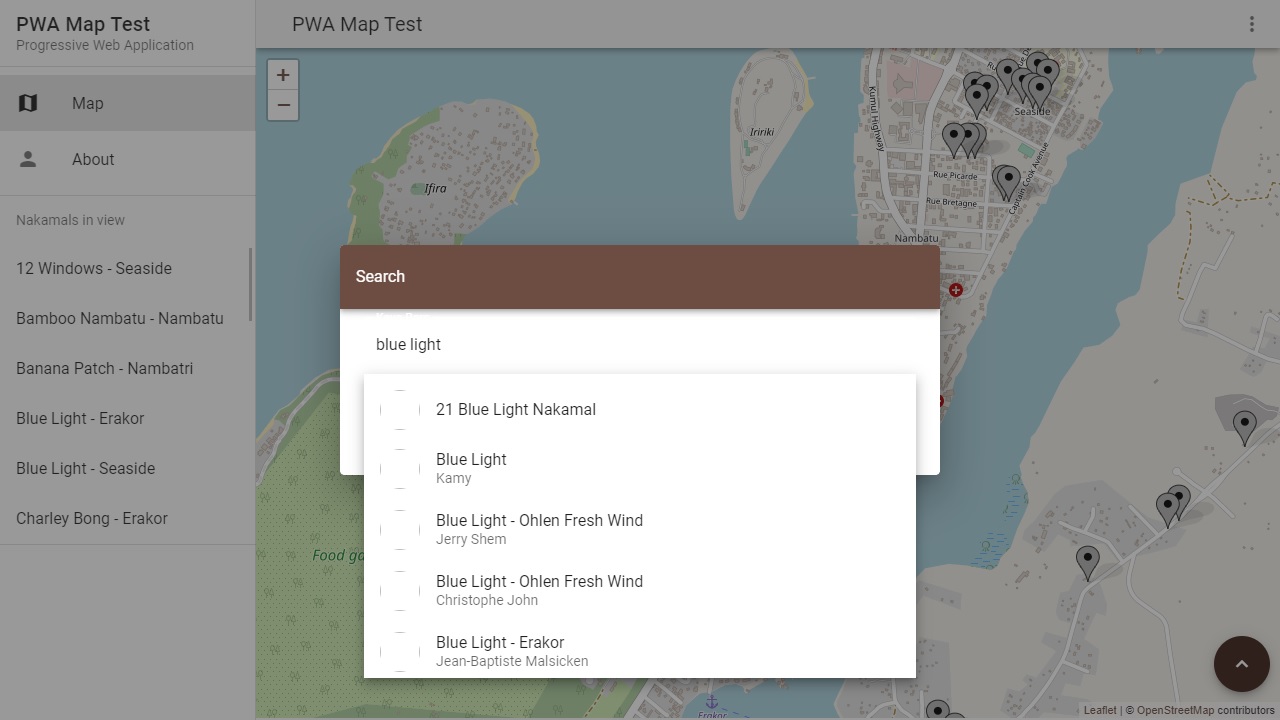 PWA Map Test
Progressive Web Application
Map
About
Nakamals in view
12 Windows - Seaside
Bamboo Nambatu - Nambatu
Banana Patch - Nambatri
Blue Light - Erakor
Blue Light - Seaside
Charley Bong - Erakor
PWA Map Test
+
−
Ifira
Iririki
Kumul Highway
Seaside
Rue Picarde
Rue Bretagne
Captain Cook Avenue
Nambatu
Search
blue light
21 Blue Light Nakamal
Blue Light
Kamy
Blue Light - Ohlen Fresh Wind
Jerry Shem
Blue Light - Ohlen Fresh Wind
Christophe John
Blue Light - Erakor
Jean-Baptiste Malsicken
Food
Erakor
Leaflet | © OpenStreetMap contributors